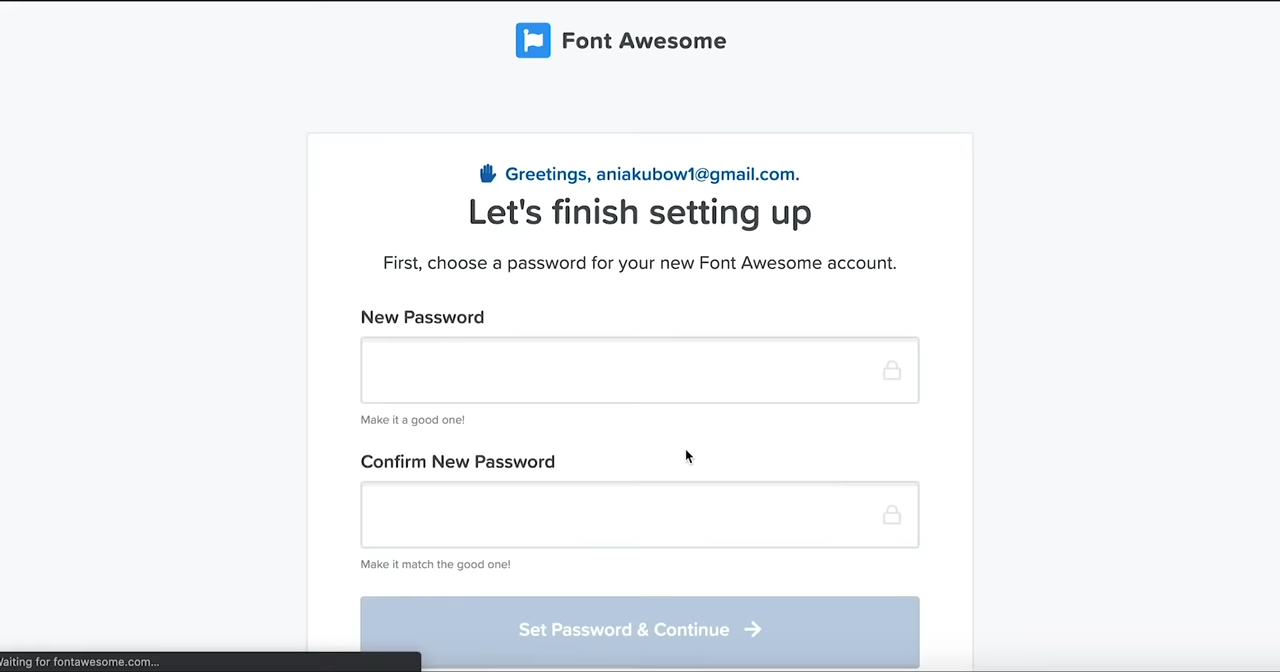 Font Awesome
Greetings, aniakubow1@gmail.com.
Let's finish setting up
First, choose a password for your new Font Awesome account.
New Password
Make it a good one!
Confirm New Password
Make it match the good one!
Set Password & Continue
Waiting for fontawesome.com...